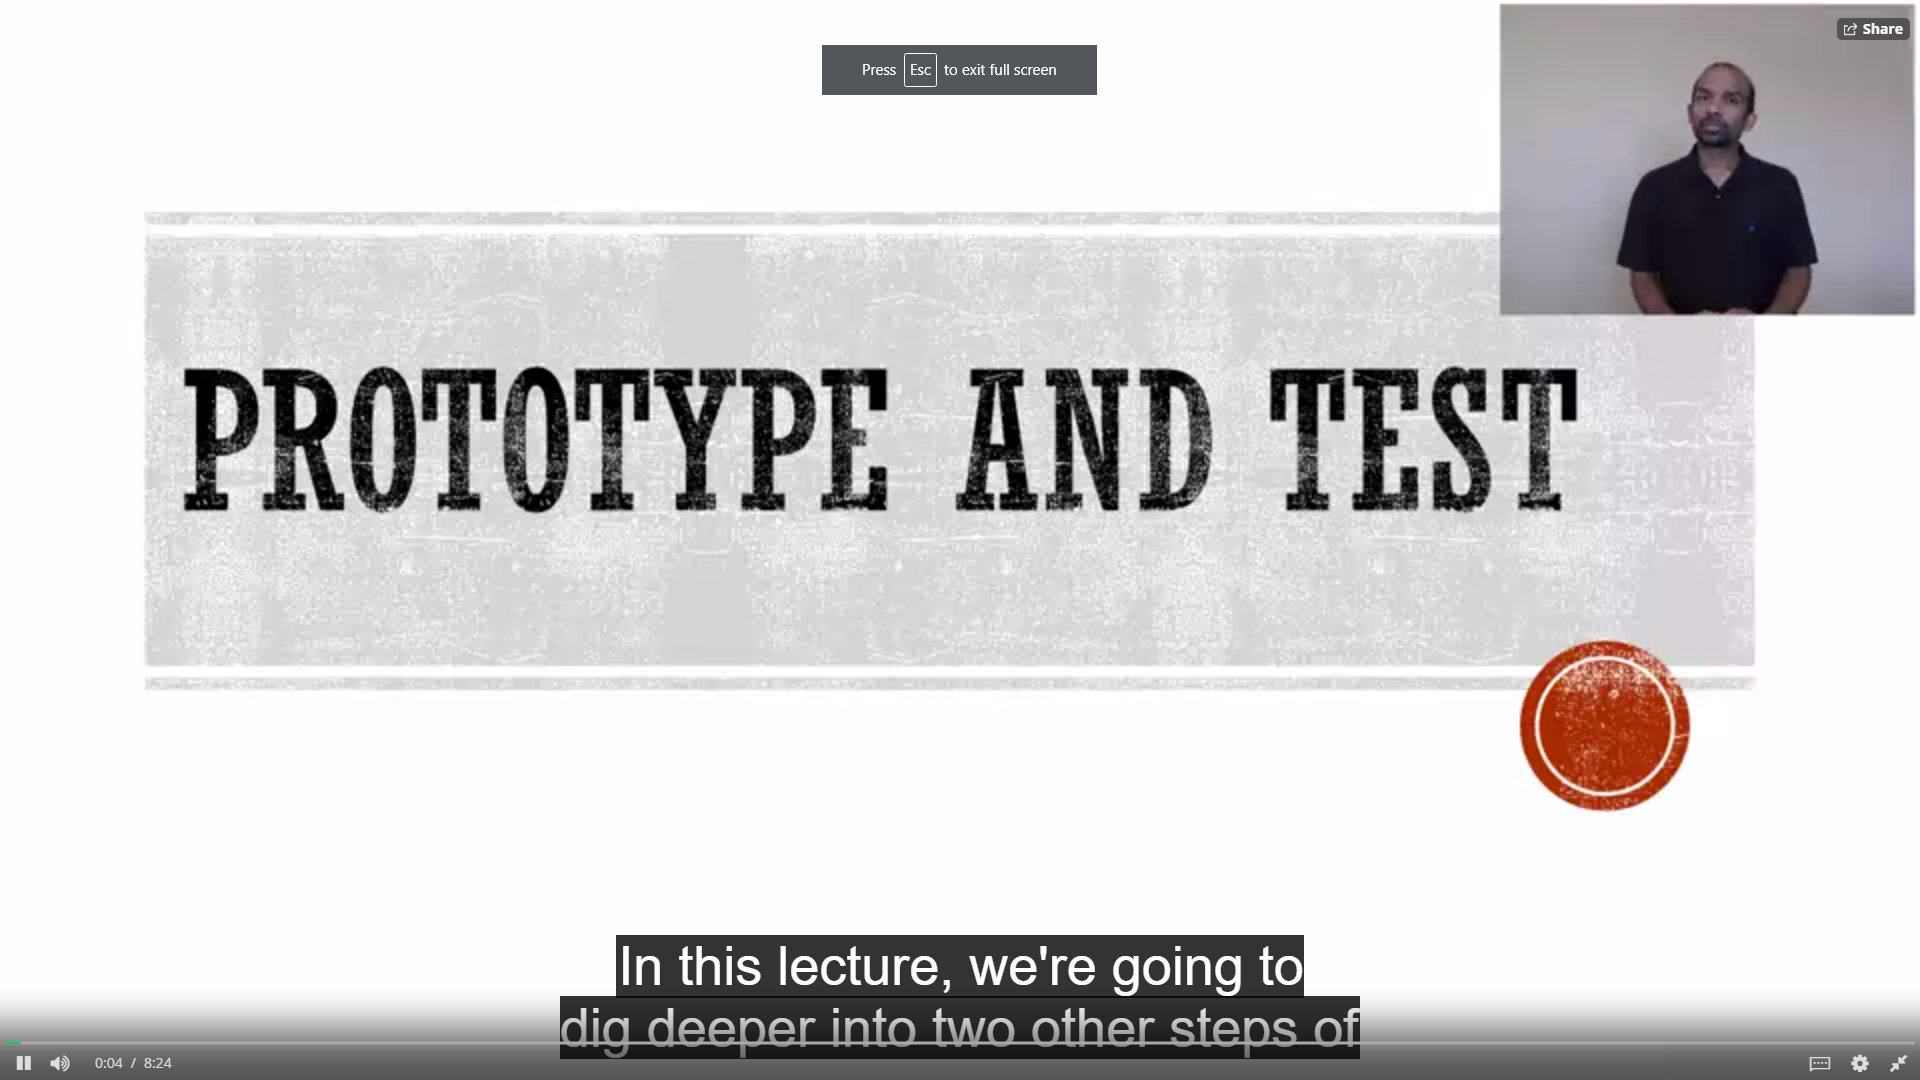 Share
Press Esc to exit full screen
PROTOTYPE AND TEST
In this lecture, we're going to
dig deeper into two other steps of
0:04 / 8:24